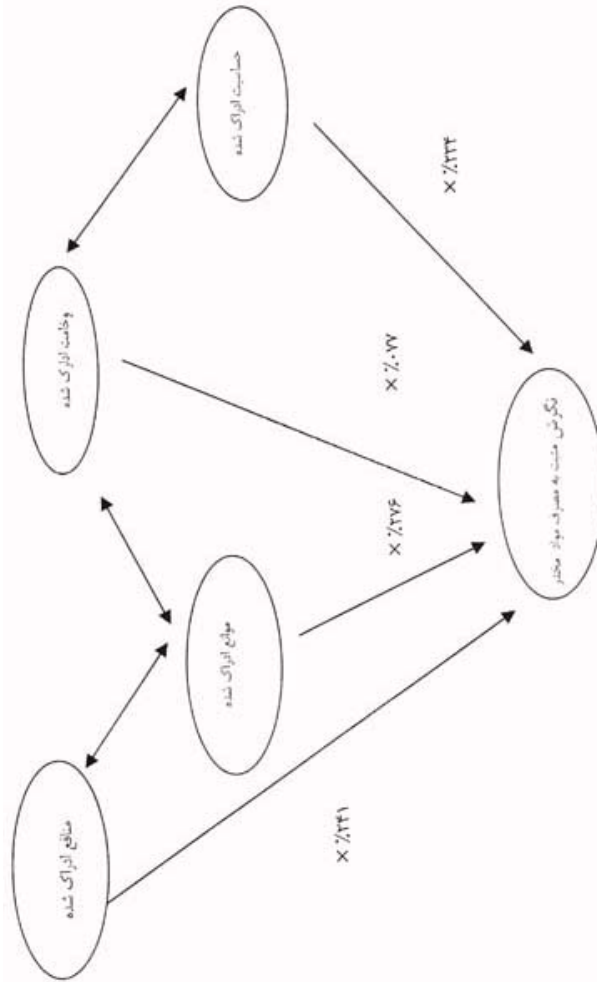 حساسیت ادراک شده
وخامت ادارک شده
موانع ادراک شده
منافع ادراک شده
نگرش مثبت به مصرف مواد مخدر
× ٪۲۳۴
× ٪۰۷۷
× ٪۲۷۶
× ٪۲۴۱